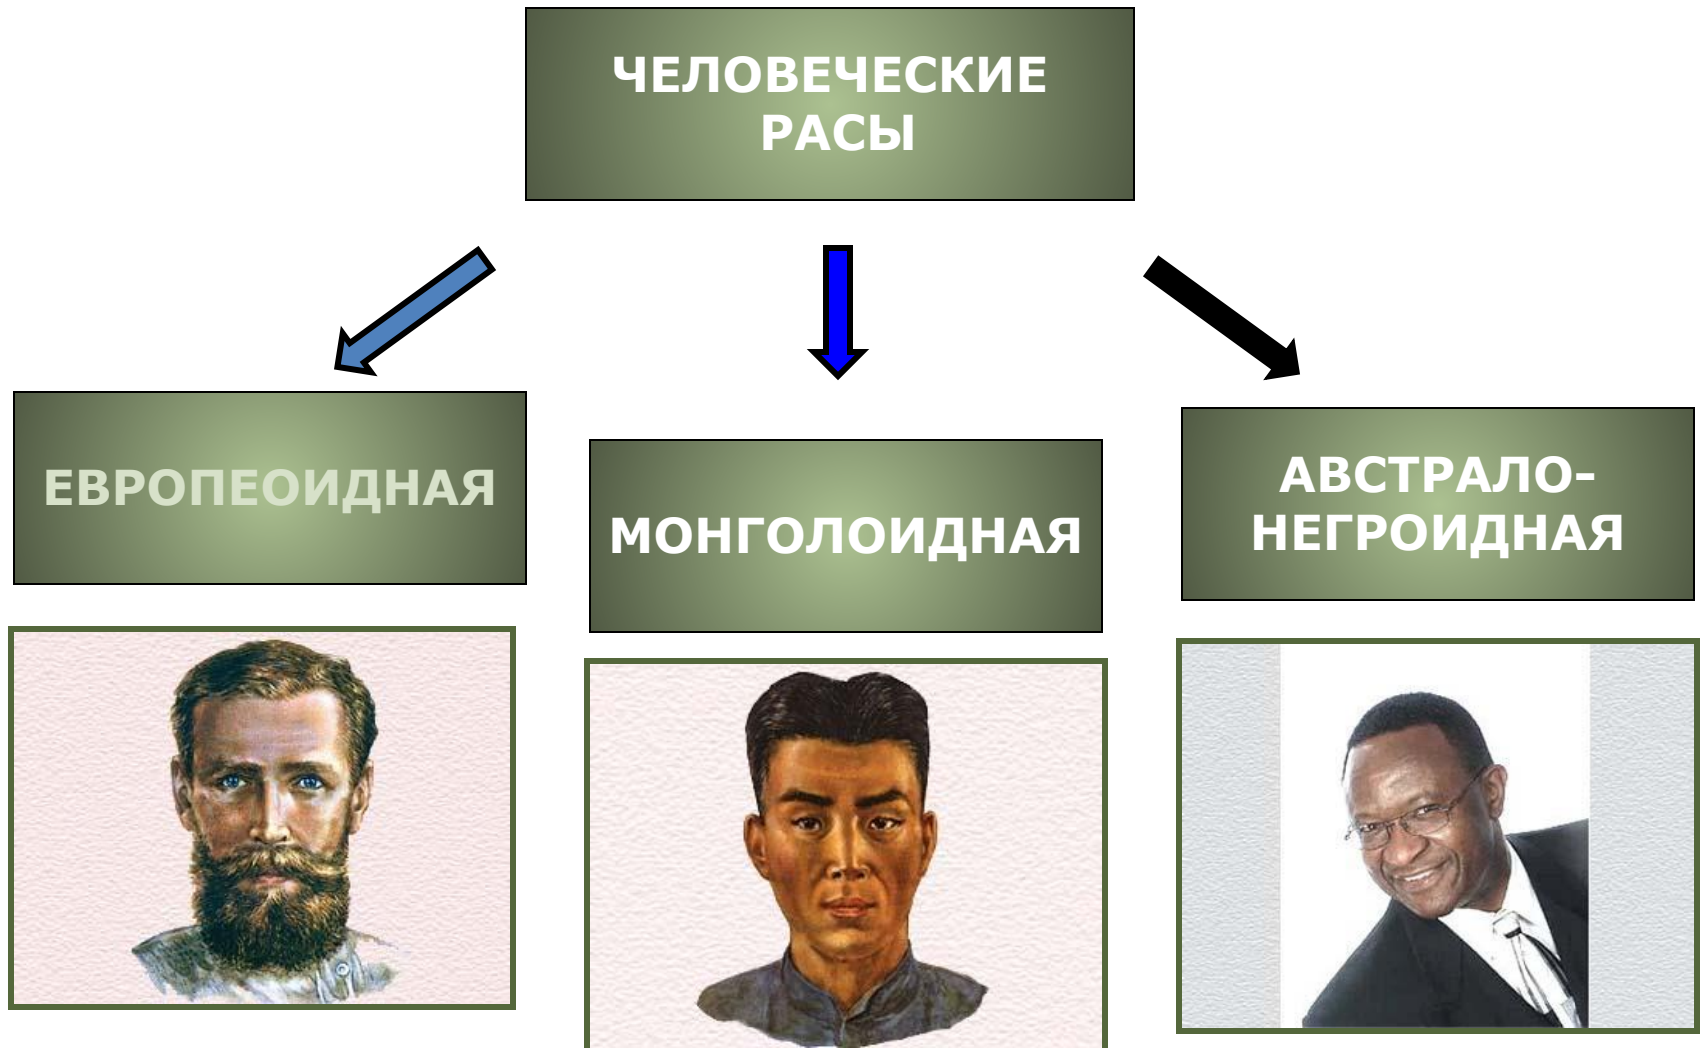 ЧЕЛОВЕЧЕСКИЕ
РАСЫ
ЕВРОПЕОИДНАЯ
МОНГОЛОИДНАЯ
АВСТРАЛО-
НЕГРОИДНАЯ